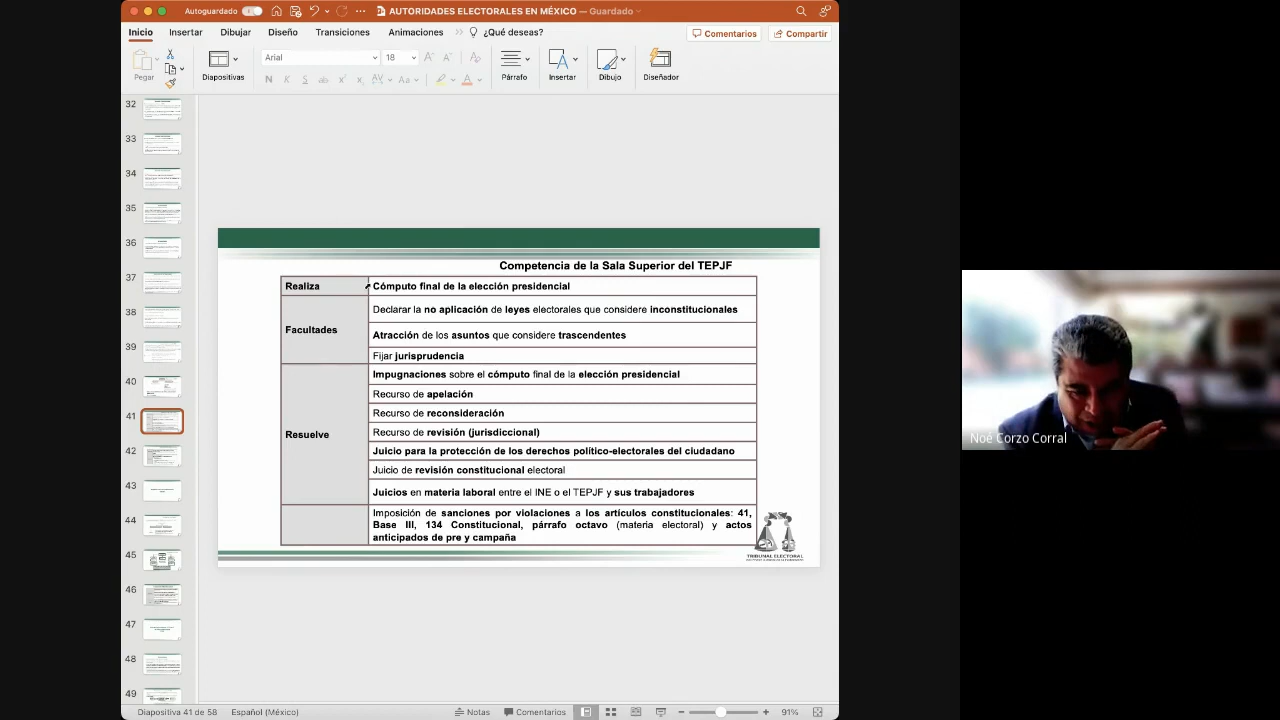 Autoguardado
AUTORIDADES ELECTORALES EN MÉXICO — Guardado
Inicio Insertar Dibujar Diseño Transiciones Animaciones ¿Qué deseas? Comentarios Compartir
Arial 18
Pegar Diapositivas N K S ab x² x₂ AV Aa A Párrafo Insertar Dibujo Diseñador
32
33
34
35
36
37
38
39
40
41
42
43
44
45
46
47
48
49
Competencia de la Sala Superior del TEPJF
Realiza Cómputo final de la elección presidencial
Facultades
Declarar la no aplicación de leyes electorales que considere inconstitucionales
Atracción de los asuntos que considere trascendentes
Fijar jurisprudencia
Resuelve
Impugnaciones sobre el cómputo final de la elección presidencial
Recurso de apelación
Recurso de reconsideración
Recurso de revisión (jurisdiccional)
Juicio para la protección de los derechos político-electorales del ciudadano
Juicio de revisión constitucional electoral
Juicios en materia laboral entre el INE o el TEPJF y sus trabajadores
Imposición de sanciones por violaciones a los artículos constitucionales: 41,
Base III, 134 Constitucional, párrafo octavo (materia electoral) y actos
anticipados de pre y campaña
TRIBUNAL ELECTORAL
Noé Corzo Corral
Diapositiva 41 de 58 Español (México) Notas Comentarios 91%